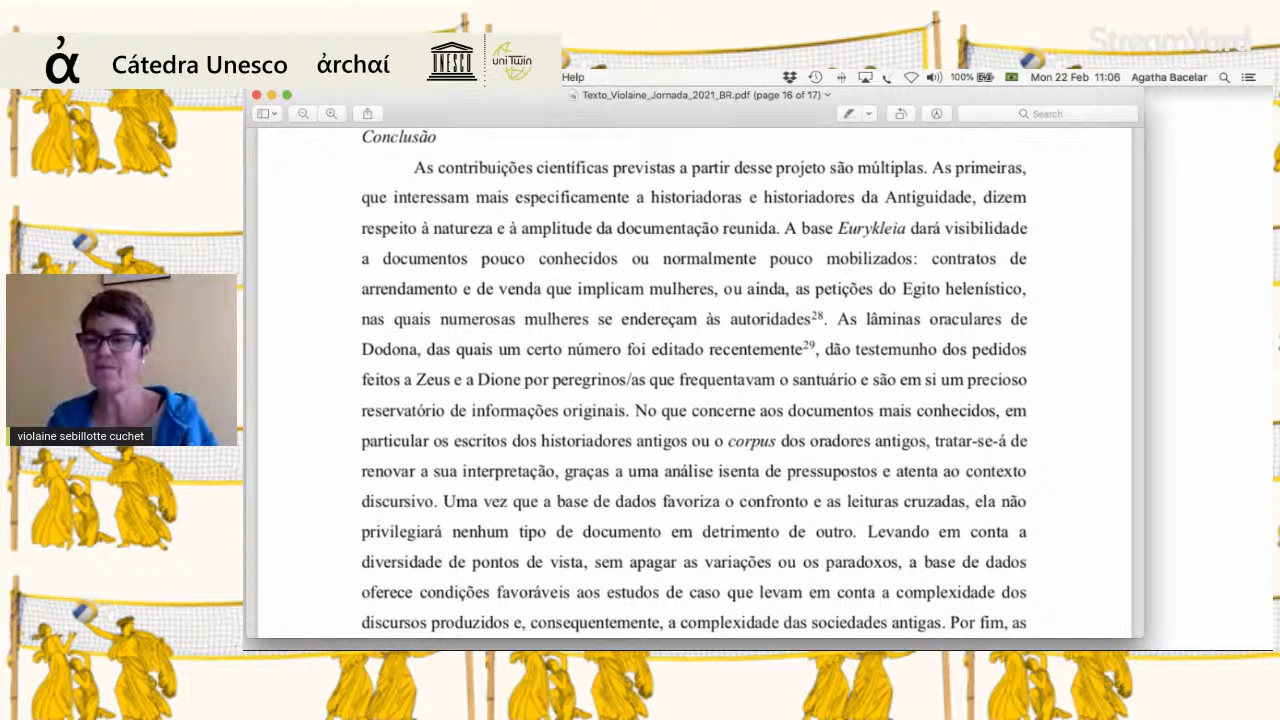 StreamYard
ἀ Cátedra Unesco ἀrchaí
UNESCO
uniTwin
Help 100% Mon 22 Feb 11:06 Agatha Bacelar
Texto_Violaine_Jornada_2021_BR.pdf (page 16 of 17)
Search
Conclusão
As contribuições científicas previstas a partir desse projeto são múltiplas. As primeiras,
que interessam mais especificamente a historiadoras e historiadores da Antiguidade, dizem
respeito à natureza e à amplitude da documentação reunida. A base Eurykleia dará visibilidade
a documentos pouco conhecidos ou normalmente pouco mobilizados: contratos de
arrendamento e de venda que implicam mulheres, ou ainda, as petições do Egito helenístico,
nas quais numerosas mulheres se endereçam às autoridades28. As lâminas oraculares de
Dodona, das quais um certo número foi editado recentemente29, dão testemunho dos pedidos
feitos a Zeus e a Dione por peregrinos/as que frequentavam o santuário e são em si um precioso
reservatório de informações originais. No que concerne aos documentos mais conhecidos, em
particular os escritos dos historiadores antigos ou o corpus dos oradores antigos, tratar-se-á de
renovar a sua interpretação, graças a uma análise isenta de pressupostos e atenta ao contexto
discursivo. Uma vez que a base de dados favoriza o confronto e as leituras cruzadas, ela não
privilegiará nenhum tipo de documento em detrimento de outro. Levando em conta a
diversidade de pontos de vista, sem apagar as variações ou os paradoxos, a base de dados
oferece condições favoráveis aos estudos de caso que levam em conta a complexidade dos
discursos produzidos e, consequentemente, a complexidade das sociedades antigas. Por fim, as
violaine sebillotte cuchet